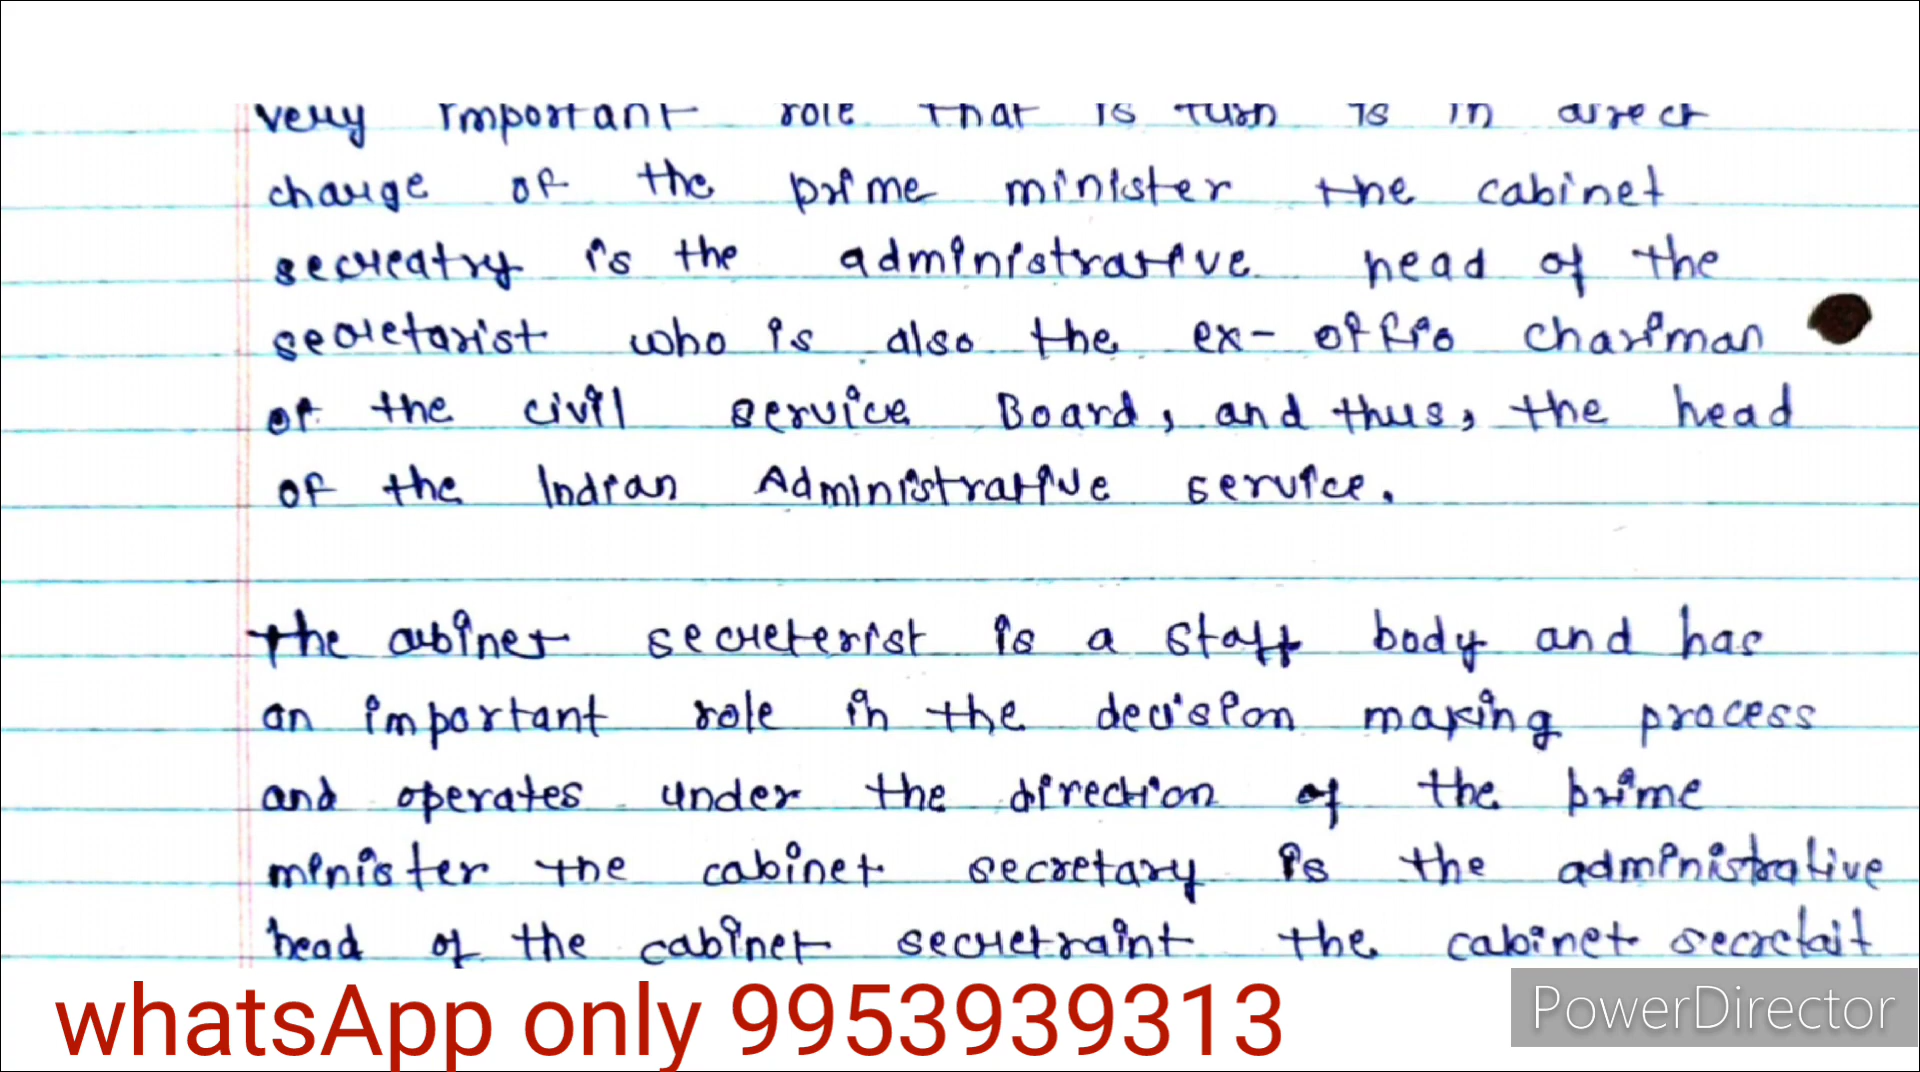 very important role that is turn is in direct
charge of the prime minister the cabinet
secreatry is the administrative head of the
secretarist who is also the ex- offio chariman
of the civil service Board, and thus, the head
of the Indian Administrative service.
the cabinet secreterist is a staff body and has
an important role in the decision making process
and operates under the direction of the prime
minister the cabinet secretary is the administrative
head of the cabinet secretraint the cabinet secretait
whatsApp only 9953939313
PowerDirector